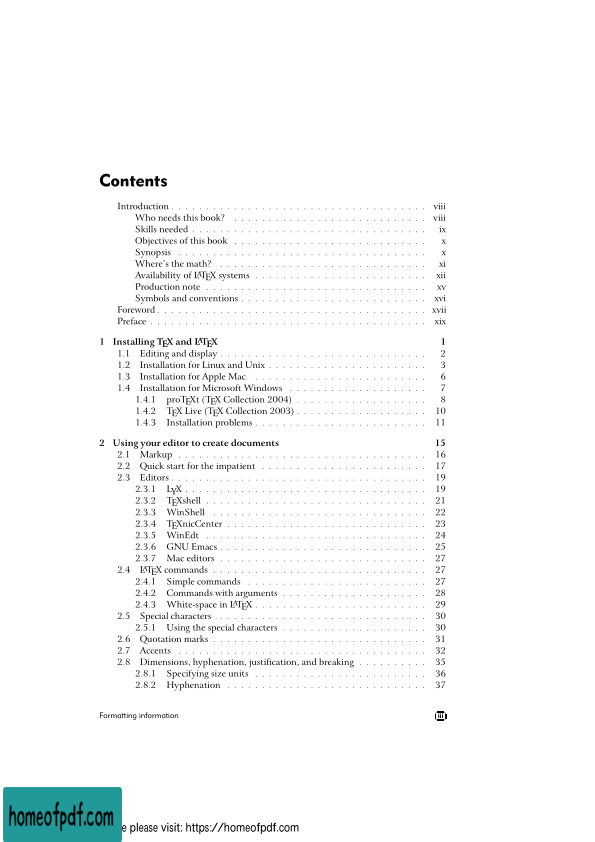 Contents
Introduction . . . . . . . . . . . . . . . . . . . . . . . . . . . . . . . . . . . . . viii
Who needs this book? . . . . . . . . . . . . . . . . . . . . . . . . . . . . viii
Skills needed . . . . . . . . . . . . . . . . . . . . . . . . . . . . . . . . . . ix
Objectives of this book . . . . . . . . . . . . . . . . . . . . . . . . . . . . x
Synopsis . . . . . . . . . . . . . . . . . . . . . . . . . . . . . . . . . . . . x
Where's the math? . . . . . . . . . . . . . . . . . . . . . . . . . . . . . . xi
Availability of LATEX systems . . . . . . . . . . . . . . . . . . . . . . . . . xii
Production note . . . . . . . . . . . . . . . . . . . . . . . . . . . . . . . . xv
Symbols and conventions . . . . . . . . . . . . . . . . . . . . . . . . . . . xvi
Foreword . . . . . . . . . . . . . . . . . . . . . . . . . . . . . . . . . . . . . . . xvii
Preface . . . . . . . . . . . . . . . . . . . . . . . . . . . . . . . . . . . . . . . . xix
1 Installing TEX and LATEX 1
1.1 Editing and display . . . . . . . . . . . . . . . . . . . . . . . . . . . . . . 2
1.2 Installation for Linux and Unix . . . . . . . . . . . . . . . . . . . . . . . 3
1.3 Installation for Apple Mac . . . . . . . . . . . . . . . . . . . . . . . . . 6
1.4 Installation for Microsoft Windows . . . . . . . . . . . . . . . . . . . . 7
1.4.1 proTEXt (TEX Collection 2004) . . . . . . . . . . . . . . . . . . . 8
1.4.2 TEX Live (TEX Collection 2003) . . . . . . . . . . . . . . . . . . . 10
1.4.3 Installation problems . . . . . . . . . . . . . . . . . . . . . . . . . 11
2 Using your editor to create documents 15
2.1 Markup . . . . . . . . . . . . . . . . . . . . . . . . . . . . . . . . . . . . 16
2.2 Quick start for the impatient . . . . . . . . . . . . . . . . . . . . . . . . 17
2.3 Editors . . . . . . . . . . . . . . . . . . . . . . . . . . . . . . . . . . . . . 19
2.3.1 LYX . . . . . . . . . . . . . . . . . . . . . . . . . . . . . . . . . . . 19
2.3.2 TEXshell . . . . . . . . . . . . . . . . . . . . . . . . . . . . . . . . 21
2.3.3 WinShell . . . . . . . . . . . . . . . . . . . . . . . . . . . . . . . 22
2.3.4 TEXnicCenter . . . . . . . . . . . . . . . . . . . . . . . . . . . . . 23
2.3.5 WinEdt . . . . . . . . . . . . . . . . . . . . . . . . . . . . . . . . 24
2.3.6 GNU Emacs . . . . . . . . . . . . . . . . . . . . . . . . . . . . . . 25
2.3.7 Mac editors . . . . . . . . . . . . . . . . . . . . . . . . . . . . . . 27
2.4 LATEX commands . . . . . . . . . . . . . . . . . . . . . . . . . . . . . . . 27
2.4.1 Simple commands . . . . . . . . . . . . . . . . . . . . . . . . . . 27
2.4.2 Commands with arguments . . . . . . . . . . . . . . . . . . . . . 28
2.4.3 White-space in LATEX . . . . . . . . . . . . . . . . . . . . . . . . . 29
2.5 Special characters . . . . . . . . . . . . . . . . . . . . . . . . . . . . . . 30
2.5.1 Using the special characters . . . . . . . . . . . . . . . . . . . . . 30
2.6 Quotation marks . . . . . . . . . . . . . . . . . . . . . . . . . . . . . . . 31
2.7 Accents . . . . . . . . . . . . . . . . . . . . . . . . . . . . . . . . . . . . 32
2.8 Dimensions, hyphenation, justification, and breaking . . . . . . . . . . 35
2.8.1 Specifying size units . . . . . . . . . . . . . . . . . . . . . . . . . 36
2.8.2 Hyphenation . . . . . . . . . . . . . . . . . . . . . . . . . . . . . 37
Formatting information iii
homeofpdf.com
e please visit: https://homeofpdf.com